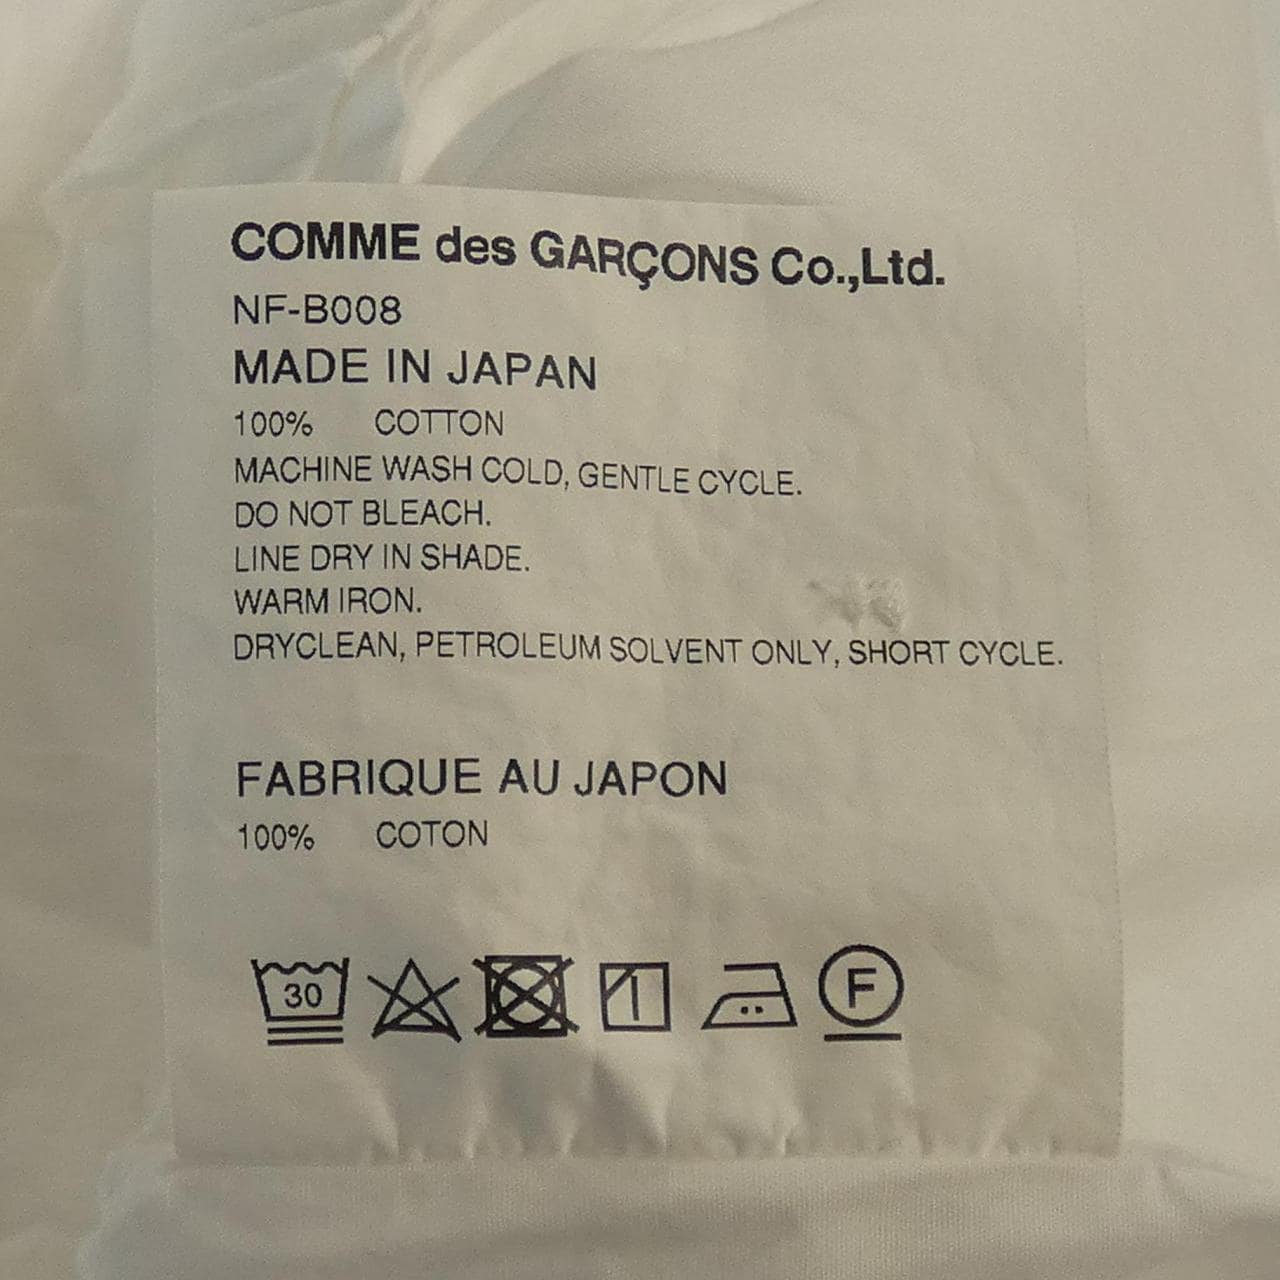 COMME des GARÇONS Co.,Ltd.
NF-B008
MADE IN JAPAN
100% COTTON
MACHINE WASH COLD, GENTLE CYCLE.
DO NOT BLEACH.
LINE DRY IN SHADE.
WARM IRON.
DRYCLEAN, PETROLEUM SOLVENT ONLY, SHORT CYCLE.
FABRIQUE AU JAPON
100% COTON
30 F